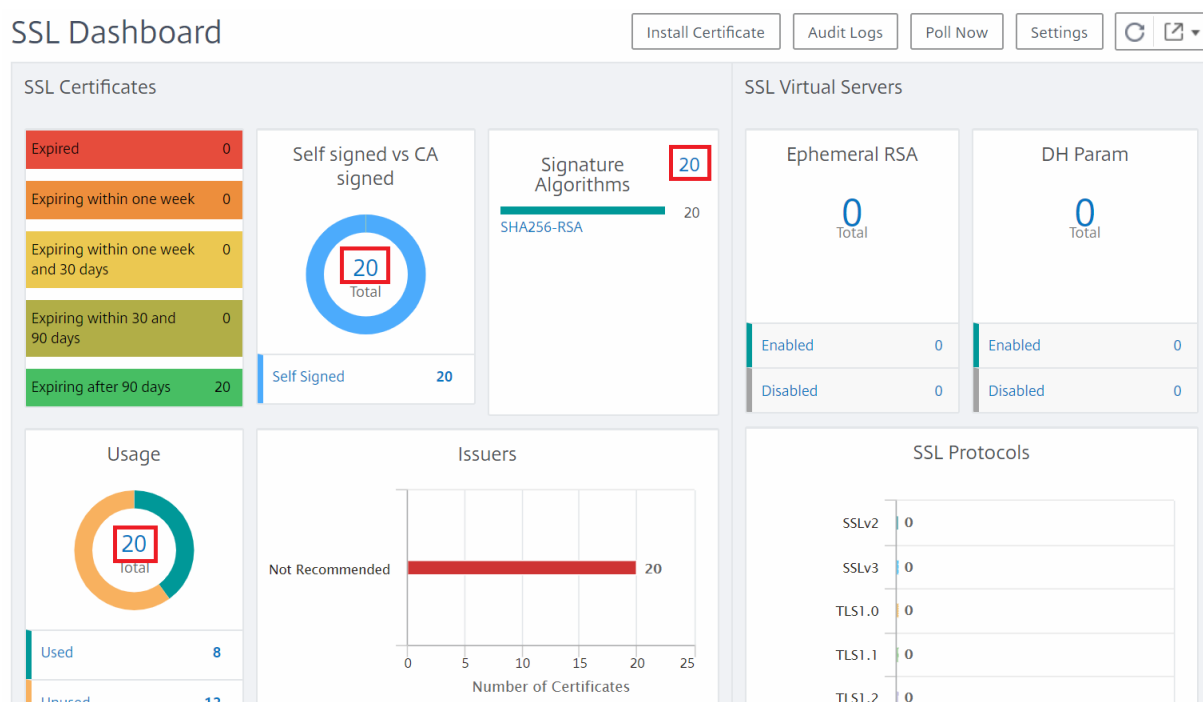 SSL Dashboard
Install Certificate
Audit Logs
Poll Now
Settings
SSL Certificates
Expired 0
Expiring within one week 0
Expiring within one week 0
and 30 days
Expiring within 30 and 0
90 days
Expiring after 90 days 20
Self signed vs CA
signed
20
Total
Self Signed 20
Signature
Algorithms
20
20
SHA256-RSA
SSL Virtual Servers
Ephemeral RSA
0
Total
Enabled 0
Disabled 0
DH Param
0
Total
Enabled 0
Disabled 0
Usage
20
Total
Used 8
Unused 12
Issuers
Not Recommended 20
0 5 10 15 20 25
Number of Certificates
SSL Protocols
SSLv2 0
SSLv3 0
TLS1.0 0
TLS1.1 0
TLS1.2 0